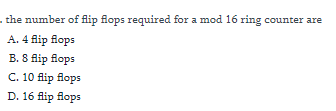 . the number of flip flops required for a mod 16 ring counter are
A. 4 flip flops
B. 8 flip flops
C. 10 flip flops
D. 16 flip flops